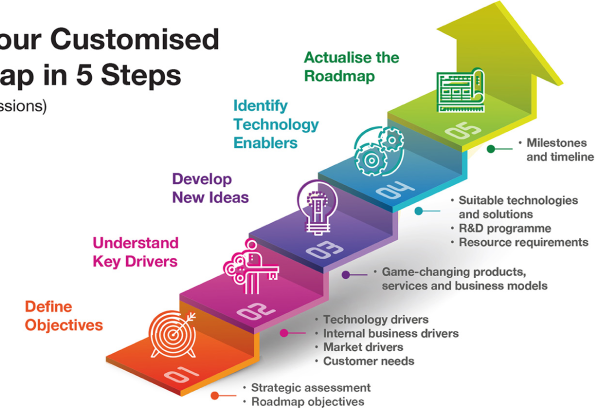 our Customised
ap in 5 Steps
ssions)
Actualise the
Roadmap
05
• Milestones
and timeline
Identify
Technology
Enablers
04
• Suitable technologies
and solutions
• R&D programme
• Resource requirements
Develop
New Ideas
03
• Game-changing products,
services and business models
Understand
Key Drivers
02
• Technology drivers
• Internal business drivers
• Market drivers
• Customer needs
Define
Objectives
01
• Strategic assessment
• Roadmap objectives